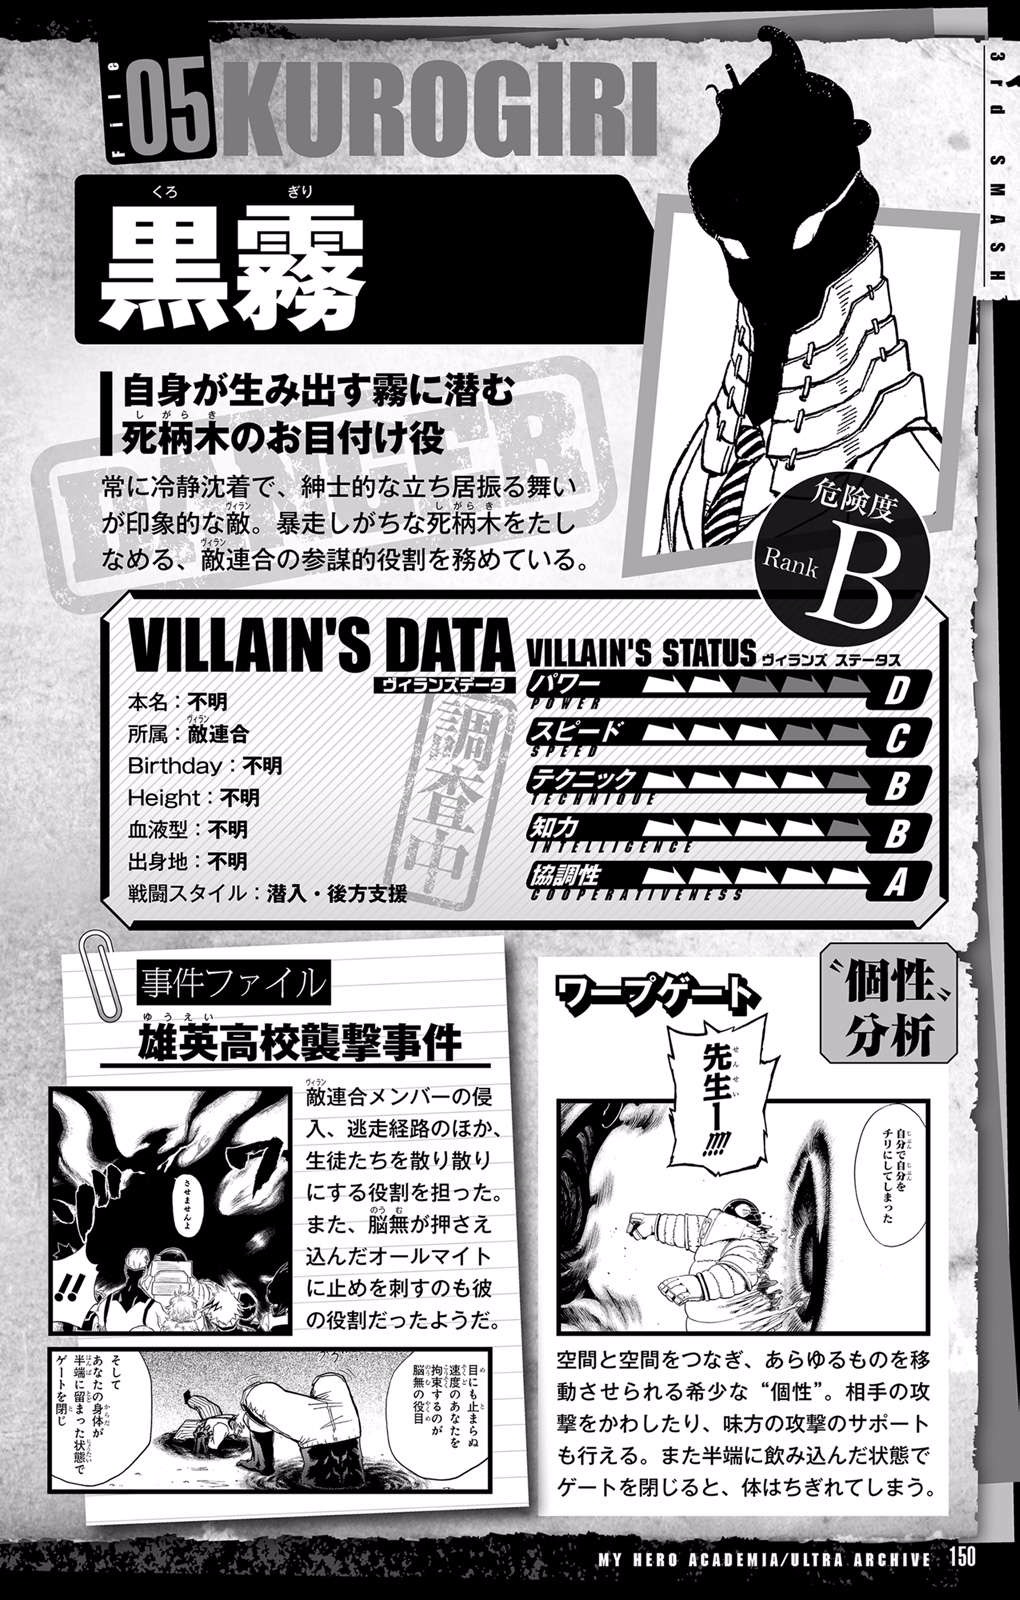 File 05 KUROGIRI
3rd SMASH
くろ ぎり
黒霧
DANGER
自身が生み出す霧に潜む
しがらき
死柄木のお目付け役
常に冷静沈着で、紳士的な立ち居振る舞い
ヴィラン しがらき
が印象的な敵。暴走しがちな死柄木をたし
ヴィラン
なめる、敵連合の参謀的役割を務めている。
危険度
Rank B
VILLAIN'S DATA
ヴィランズデータ
本名：不明
ヴィラン
所属：敵連合
Birthday：不明
Height：不明
血液型：不明
出身地：不明
戦闘スタイル：潜入・後方支援
調査中
VILLAIN'S STATUS ヴィランズ ステータス
パワー POWER D
スピード SPEED C
テクニック TECHNIQUE B
知力 INTELLIGENCE B
協調性 COOPERATIVENESS A
事件ファイル
ゆうえい
雄英高校襲撃事件
ヴィラン
敵連合メンバーの侵
入、逃走経路のほか、
生徒たちを散り散り
にする役割を担った。
のうむ
また、脳無が押さえ
込んだオールマイト
に止めを刺すのも彼
の役割だったようだ。
させませんよ
!!
目にも止まらぬ
速度のあなたを
拘束するのが
脳無の役目
そして
あなたの身体が
半端に留まった状態で
ゲートを閉じ
〝個性〟
分析
ワープゲート
せんせい
先生ー!!!!
自分で自分を
チリにしてしまった
空間と空間をつなぎ、あらゆるものを移
動させられる希少な“個性”。相手の攻
撃をかわしたり、味方の攻撃のサポート
も行える。また半端に飲み込んだ状態で
ゲートを閉じると、体はちぎれてしまう。
MY HERO ACADEMIA/ULTRA ARCHIVE 150